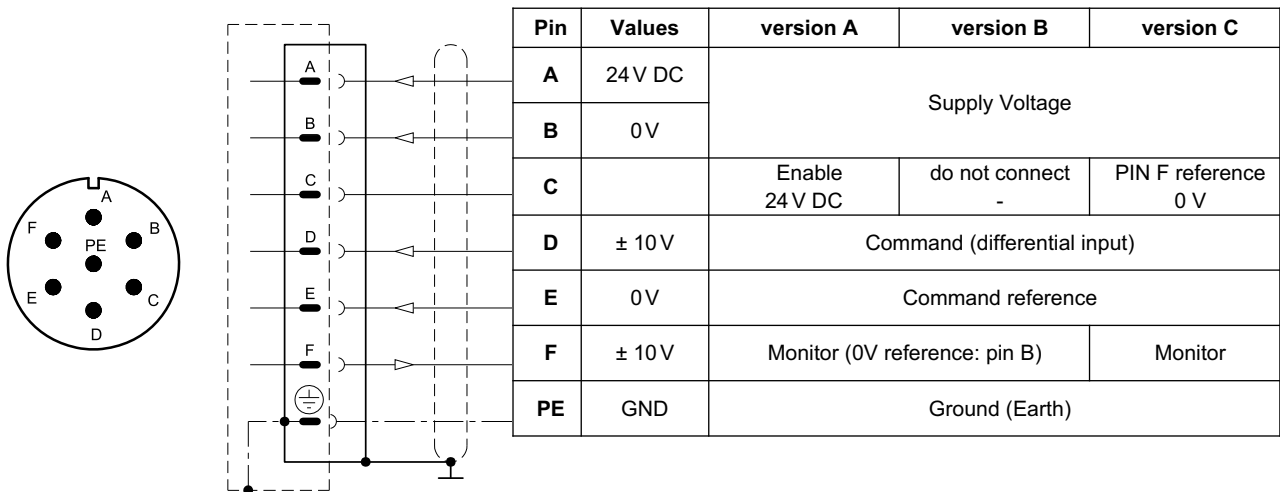 A
B
C
D
E
F
PE
A
B
C
D
E
F
Pin Values version A version B version C
A 24 V DC Supply Voltage
B 0 V
C Enable 24 V DC do not connect - PIN F reference 0 V
D ± 10 V Command (differential input)
E 0 V Command reference
F ± 10 V Monitor (0V reference: pin B) Monitor
PE GND Ground (Earth)